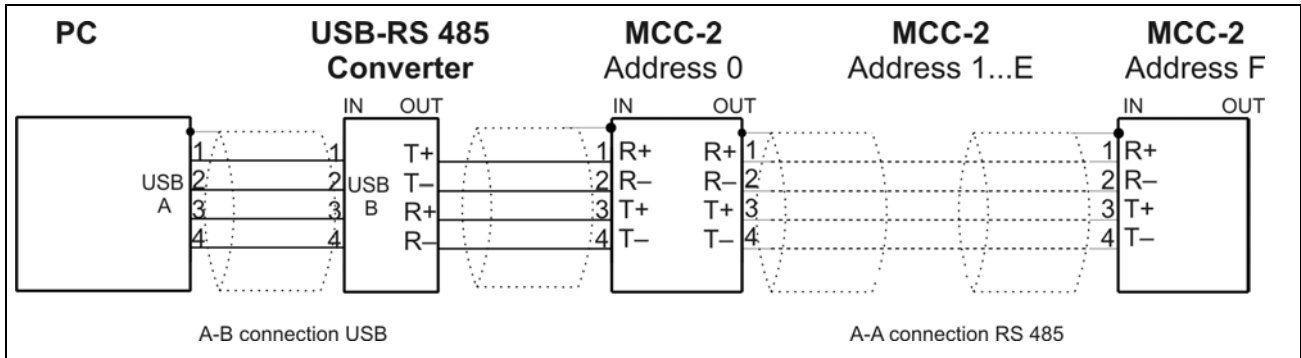 PC
USB-RS 485
Converter
MCC-2
Address 0
MCC-2
Address 1...E
MCC-2
Address F
IN OUT
IN OUT
IN OUT
USB
A
1
2
3
4
1
2
3
4
USB
B
T+
T–
R+
R–
1 R+
2 R–
3 T+
4 T–
R+ 1
R– 2
T+ 3
T– 4
1 R+
2 R–
3 T+
4 T–
A-B connection USB
A-A connection RS 485